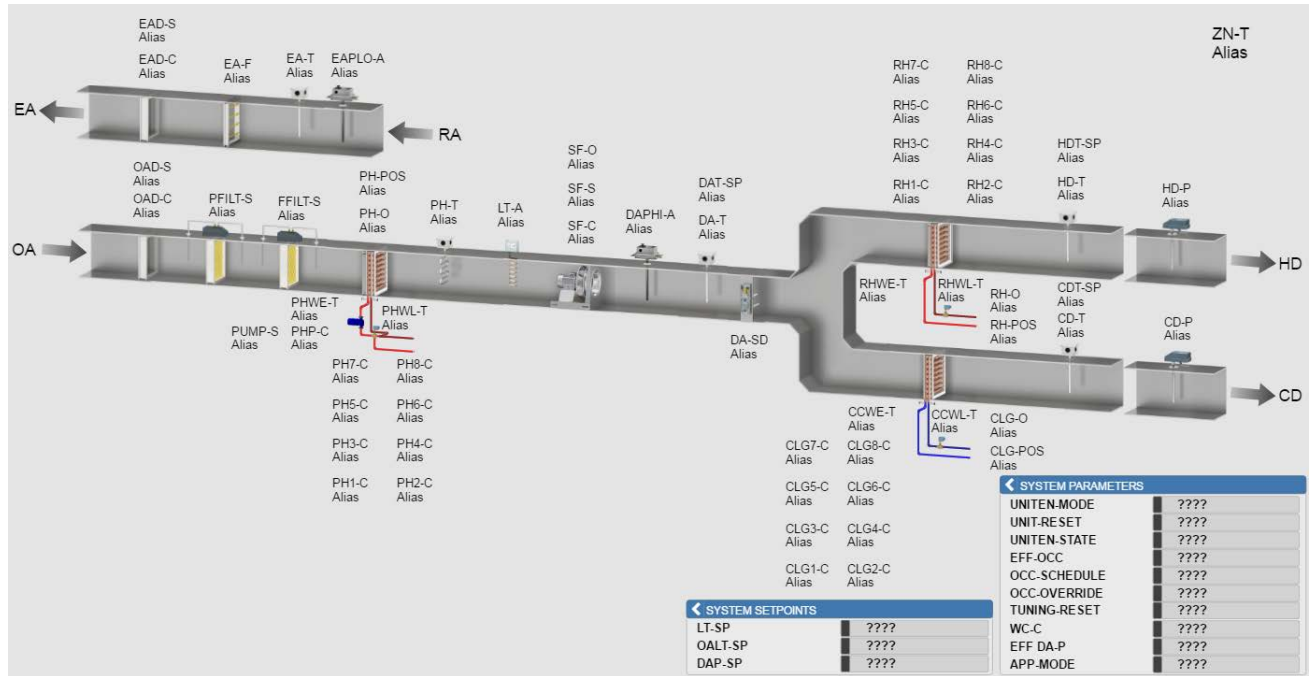 EAD-S
Alias
EAD-C
Alias
EA-F
Alias
EA-T
Alias
EAPLO-A
Alias
ZN-T
Alias
EA
RA
RH7-C
Alias
RH8-C
Alias
RH5-C
Alias
RH6-C
Alias
RH3-C
Alias
RH4-C
Alias
RH1-C
Alias
RH2-C
Alias
HDT-SP
Alias
HD-T
Alias
HD-P
Alias
OAD-S
Alias
OAD-C
Alias
PFILT-S
Alias
FFILT-S
Alias
PH-POS
Alias
PH-O
Alias
PH-T
Alias
LT-A
Alias
SF-O
Alias
SF-S
Alias
SF-C
Alias
DAPHI-A
Alias
DAT-SP
Alias
DA-T
Alias
OA
HD
PHWE-T
Alias
PHWL-T
Alias
PUMP-S
Alias
PHP-C
Alias
DA-SD
Alias
RHWE-T
Alias
RHWL-T
Alias
RH-O
Alias
RH-POS
Alias
CDT-SP
Alias
CD-T
Alias
CD-P
Alias
CD
PH7-C
Alias
PH8-C
Alias
PH5-C
Alias
PH6-C
Alias
PH3-C
Alias
PH4-C
Alias
PH1-C
Alias
PH2-C
Alias
CCWE-T
Alias
CCWL-T
Alias
CLG-O
Alias
CLG-POS
Alias
CLG7-C
Alias
CLG8-C
Alias
CLG5-C
Alias
CLG6-C
Alias
CLG3-C
Alias
CLG4-C
Alias
CLG1-C
Alias
CLG2-C
Alias
SYSTEM SETPOINTS
LT-SP ????
OALT-SP ????
DAP-SP ????
SYSTEM PARAMETERS
UNITEN-MODE ????
UNIT-RESET ????
UNITEN-STATE ????
EFF-OCC ????
OCC-SCHEDULE ????
OCC-OVERRIDE ????
TUNING-RESET ????
WC-C ????
EFF DA-P ????
APP-MODE ????